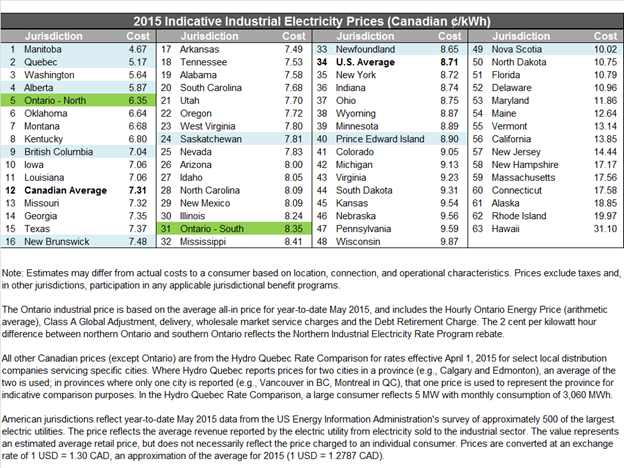 2015 Indicative Industrial Electricity Prices (Canadian ¢/kWh)
Jurisdiction Cost Jurisdiction Cost Jurisdiction Cost Jurisdiction Cost
1 Manitoba 4.67 17 Arkansas 7.49 33 Newfoundland 8.65 49 Nova Scotia 10.02
2 Quebec 5.17 18 Tennessee 7.53 34 U.S. Average 8.71 50 North Dakota 10.75
3 Washington 5.64 19 Alabama 7.58 35 New York 8.72 51 Florida 10.79
4 Alberta 5.87 20 South Carolina 7.68 36 Indiana 8.74 52 Delaware 10.96
5 Ontario - North 6.35 21 Utah 7.70 37 Ohio 8.75 53 Maryland 11.86
6 Oklahoma 6.64 22 Oregon 7.72 38 Wyoming 8.87 54 Maine 12.64
7 Montana 6.68 23 West Virginia 7.80 39 Minnesota 8.89 55 Vermont 13.14
8 Kentucky 6.80 24 Saskatchewan 7.81 40 Prince Edward Island 8.90 56 California 13.85
9 British Columbia 7.04 25 Nevada 7.83 41 Colorado 9.05 57 New Jersey 14.44
10 Iowa 7.06 26 Arizona 8.00 42 Michigan 9.13 58 New Hampshire 17.17
11 Louisiana 7.06 27 Idaho 8.05 43 Virginia 9.23 59 Massachusetts 17.56
12 Canadian Average 7.31 28 North Carolina 8.09 44 South Dakota 9.31 60 Connecticut 17.58
13 Missouri 7.32 29 New Mexico 8.09 45 Kansas 9.54 61 Alaska 18.85
14 Georgia 7.35 30 Illinois 8.24 46 Nebraska 9.56 62 Rhode Island 19.97
15 Texas 7.37 31 Ontario - South 8.35 47 Pennsylvania 9.59 63 Hawaii 31.10
16 New Brunswick 7.48 32 Mississippi 8.41 48 Wisconsin 9.87
Note: Estimates may differ from actual costs to a consumer based on location, connection, and operational characteristics. Prices exclude taxes and,
in other jurisdictions, participation in any applicable jurisdictional benefit programs.
The Ontario industrial price is based on the average all-in price for year-to-date May 2015, and includes the Hourly Ontario Energy Price (arithmetic
average), Class A Global Adjustment, delivery, wholesale market service charges and the Debt Retirement Charge. The 2 cent per kilowatt hour
difference between northern Ontario and southern Ontario reflects the Northern Industrial Electricity Rate Program rebate.
All other Canadian prices (except Ontario) are from the Hydro Quebec Rate Comparison for rates effective April 1, 2015 for select local distribution
companies servicing specific cities. Where Hydro Quebec reports prices for two cities in a province (e.g., Calgary and Edmonton), an average of the
two is used; in provinces where only one city is reported (e.g., Vancouver in BC, Montreal in QC), that one price is used to represent the province for
indicative comparison purposes. In the Hydro Quebec Rate Comparison, a large consumer reflects 5 MW with monthly consumption of 3,060 MWh.
American jurisdictions reflect year-to-date May 2015 data from the US Energy Information Administration's survey of approximately 500 of the largest
electric utilities. The price reflects the average revenue reported by the electric utility from electricity sold to the industrial sector. The value represents
an estimated average retail price, but does not necessarily reflect the price charged to an individual consumer. Prices are converted at an exchange
rate of 1 USD = 1.30 CAD, an approximation of the average for 2015 (1 USD = 1.2787 CAD).